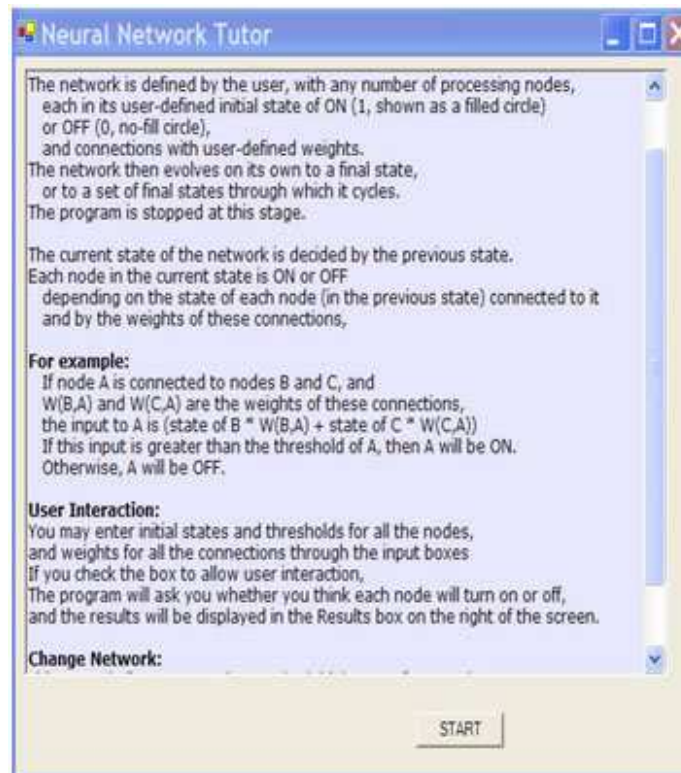 Neural Network Tutor
The network is defined by the user, with any number of processing nodes,
each in its user-defined initial state of ON (1, shown as a filled circle)
or OFF (0, no-fill circle),
and connections with user-defined weights.
The network then evolves on its own to a final state,
or to a set of final states through which it cycles.
The program is stopped at this stage.
The current state of the network is decided by the previous state.
Each node in the current state is ON or OFF
depending on the state of each node (in the previous state) connected to it
and by the weights of these connections,
For example:
If node A is connected to nodes B and C, and
W(B,A) and W(C,A) are the weights of these connections,
the input to A is (state of B * W(B,A) + state of C * W(C,A))
If this input is greater than the threshold of A, then A will be ON.
Otherwise, A will be OFF.
User Interaction:
You may enter initial states and thresholds for all the nodes,
and weights for all the connections through the input boxes
If you check the box to allow user interaction,
The program will ask you whether you think each node will turn on or off,
and the results will be displayed in the Results box on the right of the screen.
Change Network:
START